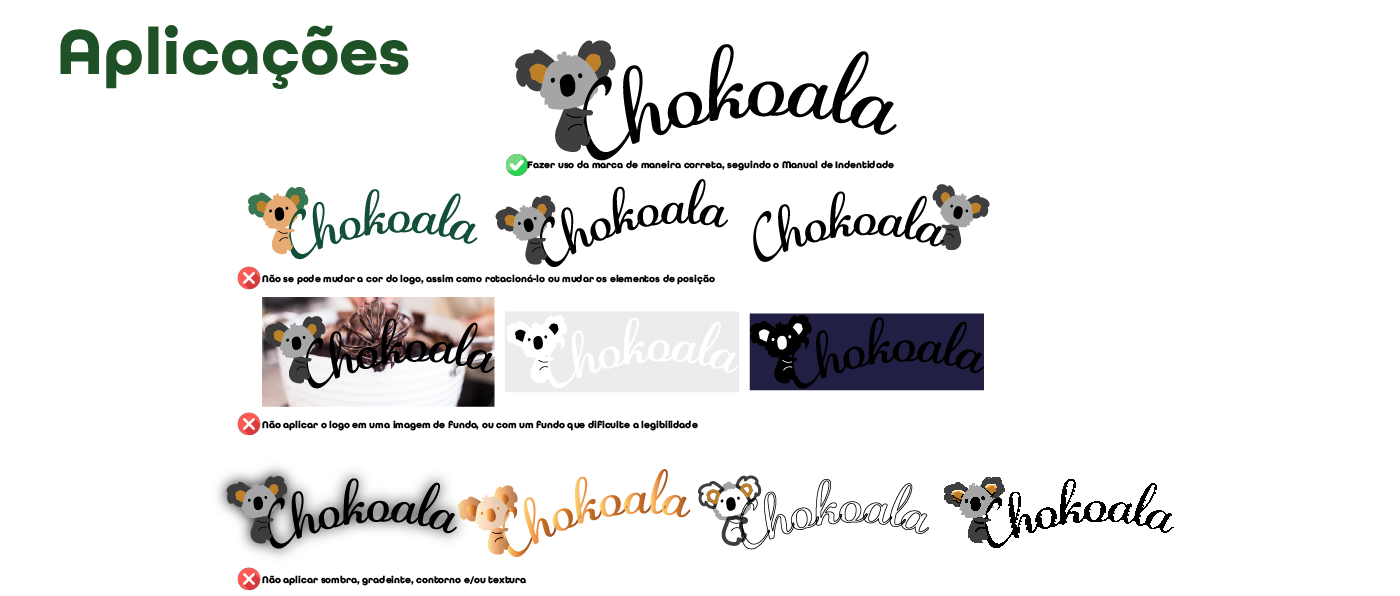 Aplicações
Chokoala
Fazer uso da marca de maneira correta, seguindo o Manual de Indentidade
Chokoala Chokoala Chokoala
Não se pode mudar a cor do logo, assim como rotacioná-lo ou mudar os elementos de posição
Chokoala Chokoala Chokoala
Não aplicar o logo em uma imagem de funda, ou com um fundo que dificulte a legibilidade
Chokoala Chokoala Chokoala Chokoala
Não aplicar sombra, gradeinte, contorno e/ou textura